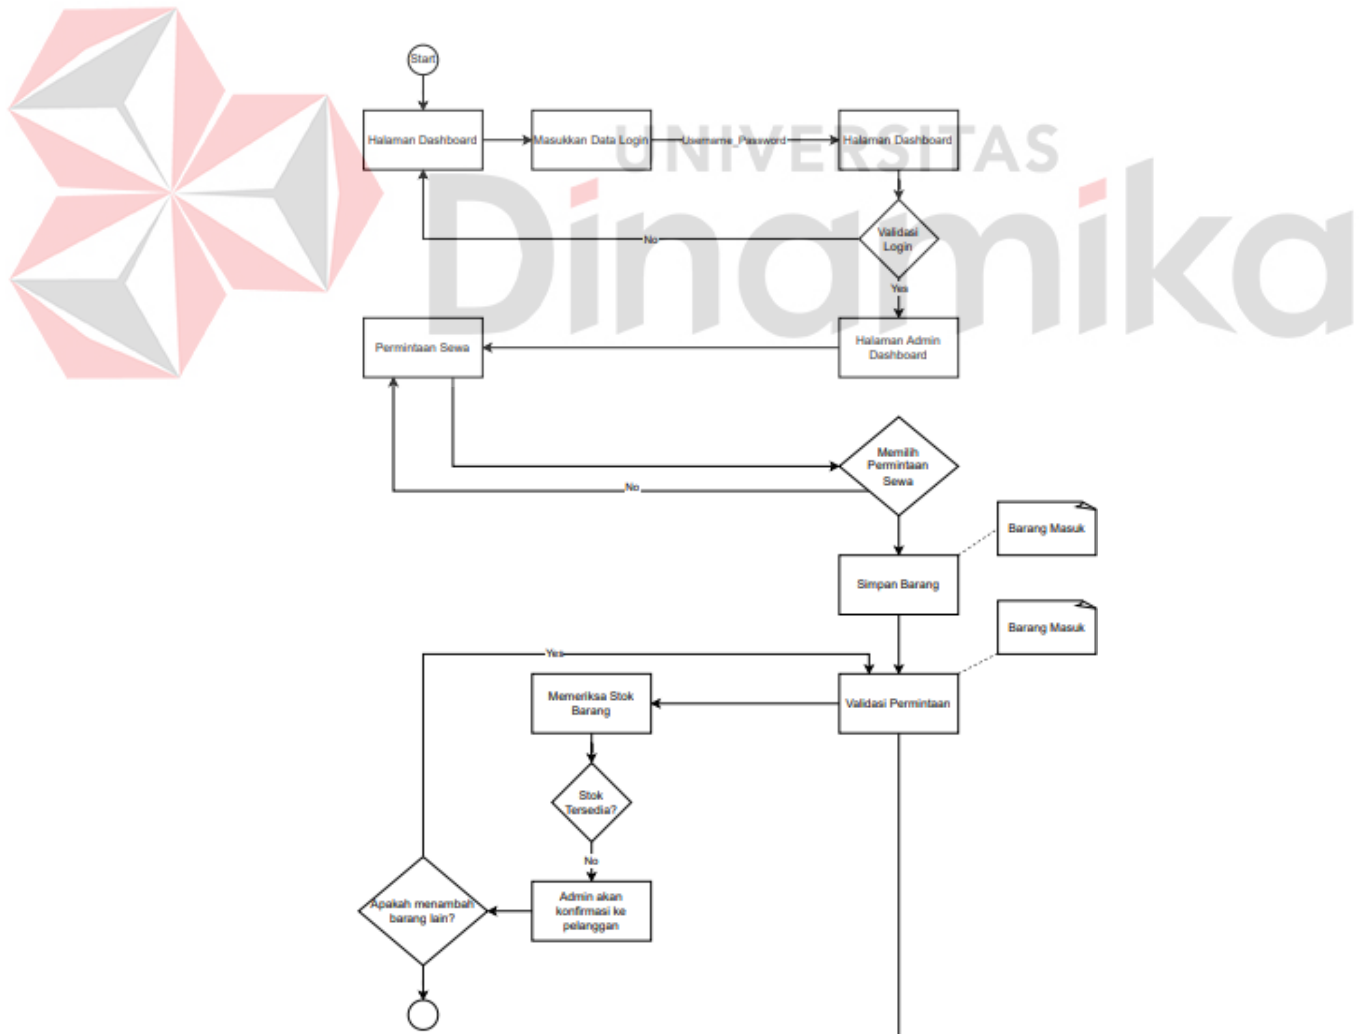 Start
Halaman Dashboard
Masukkan Data Login
Username_Password
Halaman Dashboard
UNIVERSITAS
Dinamika
Validasi
Login
No
Yes
Permintaan Sewa
Halaman Admin
Dashboard
Memilih
Permintaan
Sewa
No
Barang Masuk
Simpan Barang
Barang Masuk
Yes
Memeriksa Stok
Barang
Validasi Permintaan
Stok
Tersedia?
No
Apakah menambah
barang lain?
Admin akan
konfirmasi ke
pelanggan